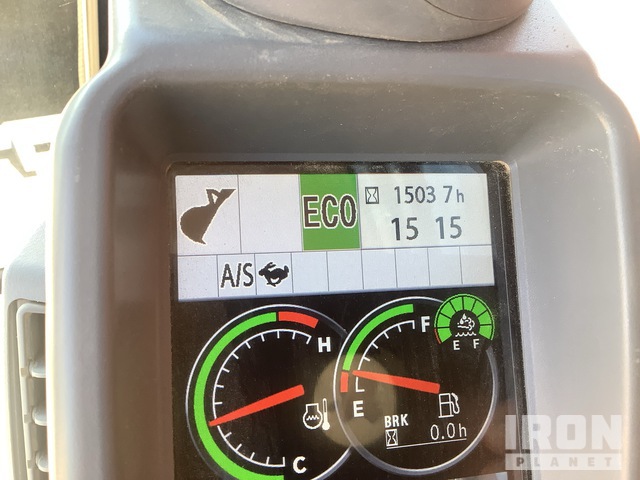 ECO
1503 7h
15 15
A/S
H
C
F
L
E
E F
BRK
0.0h
IRON
PLANET